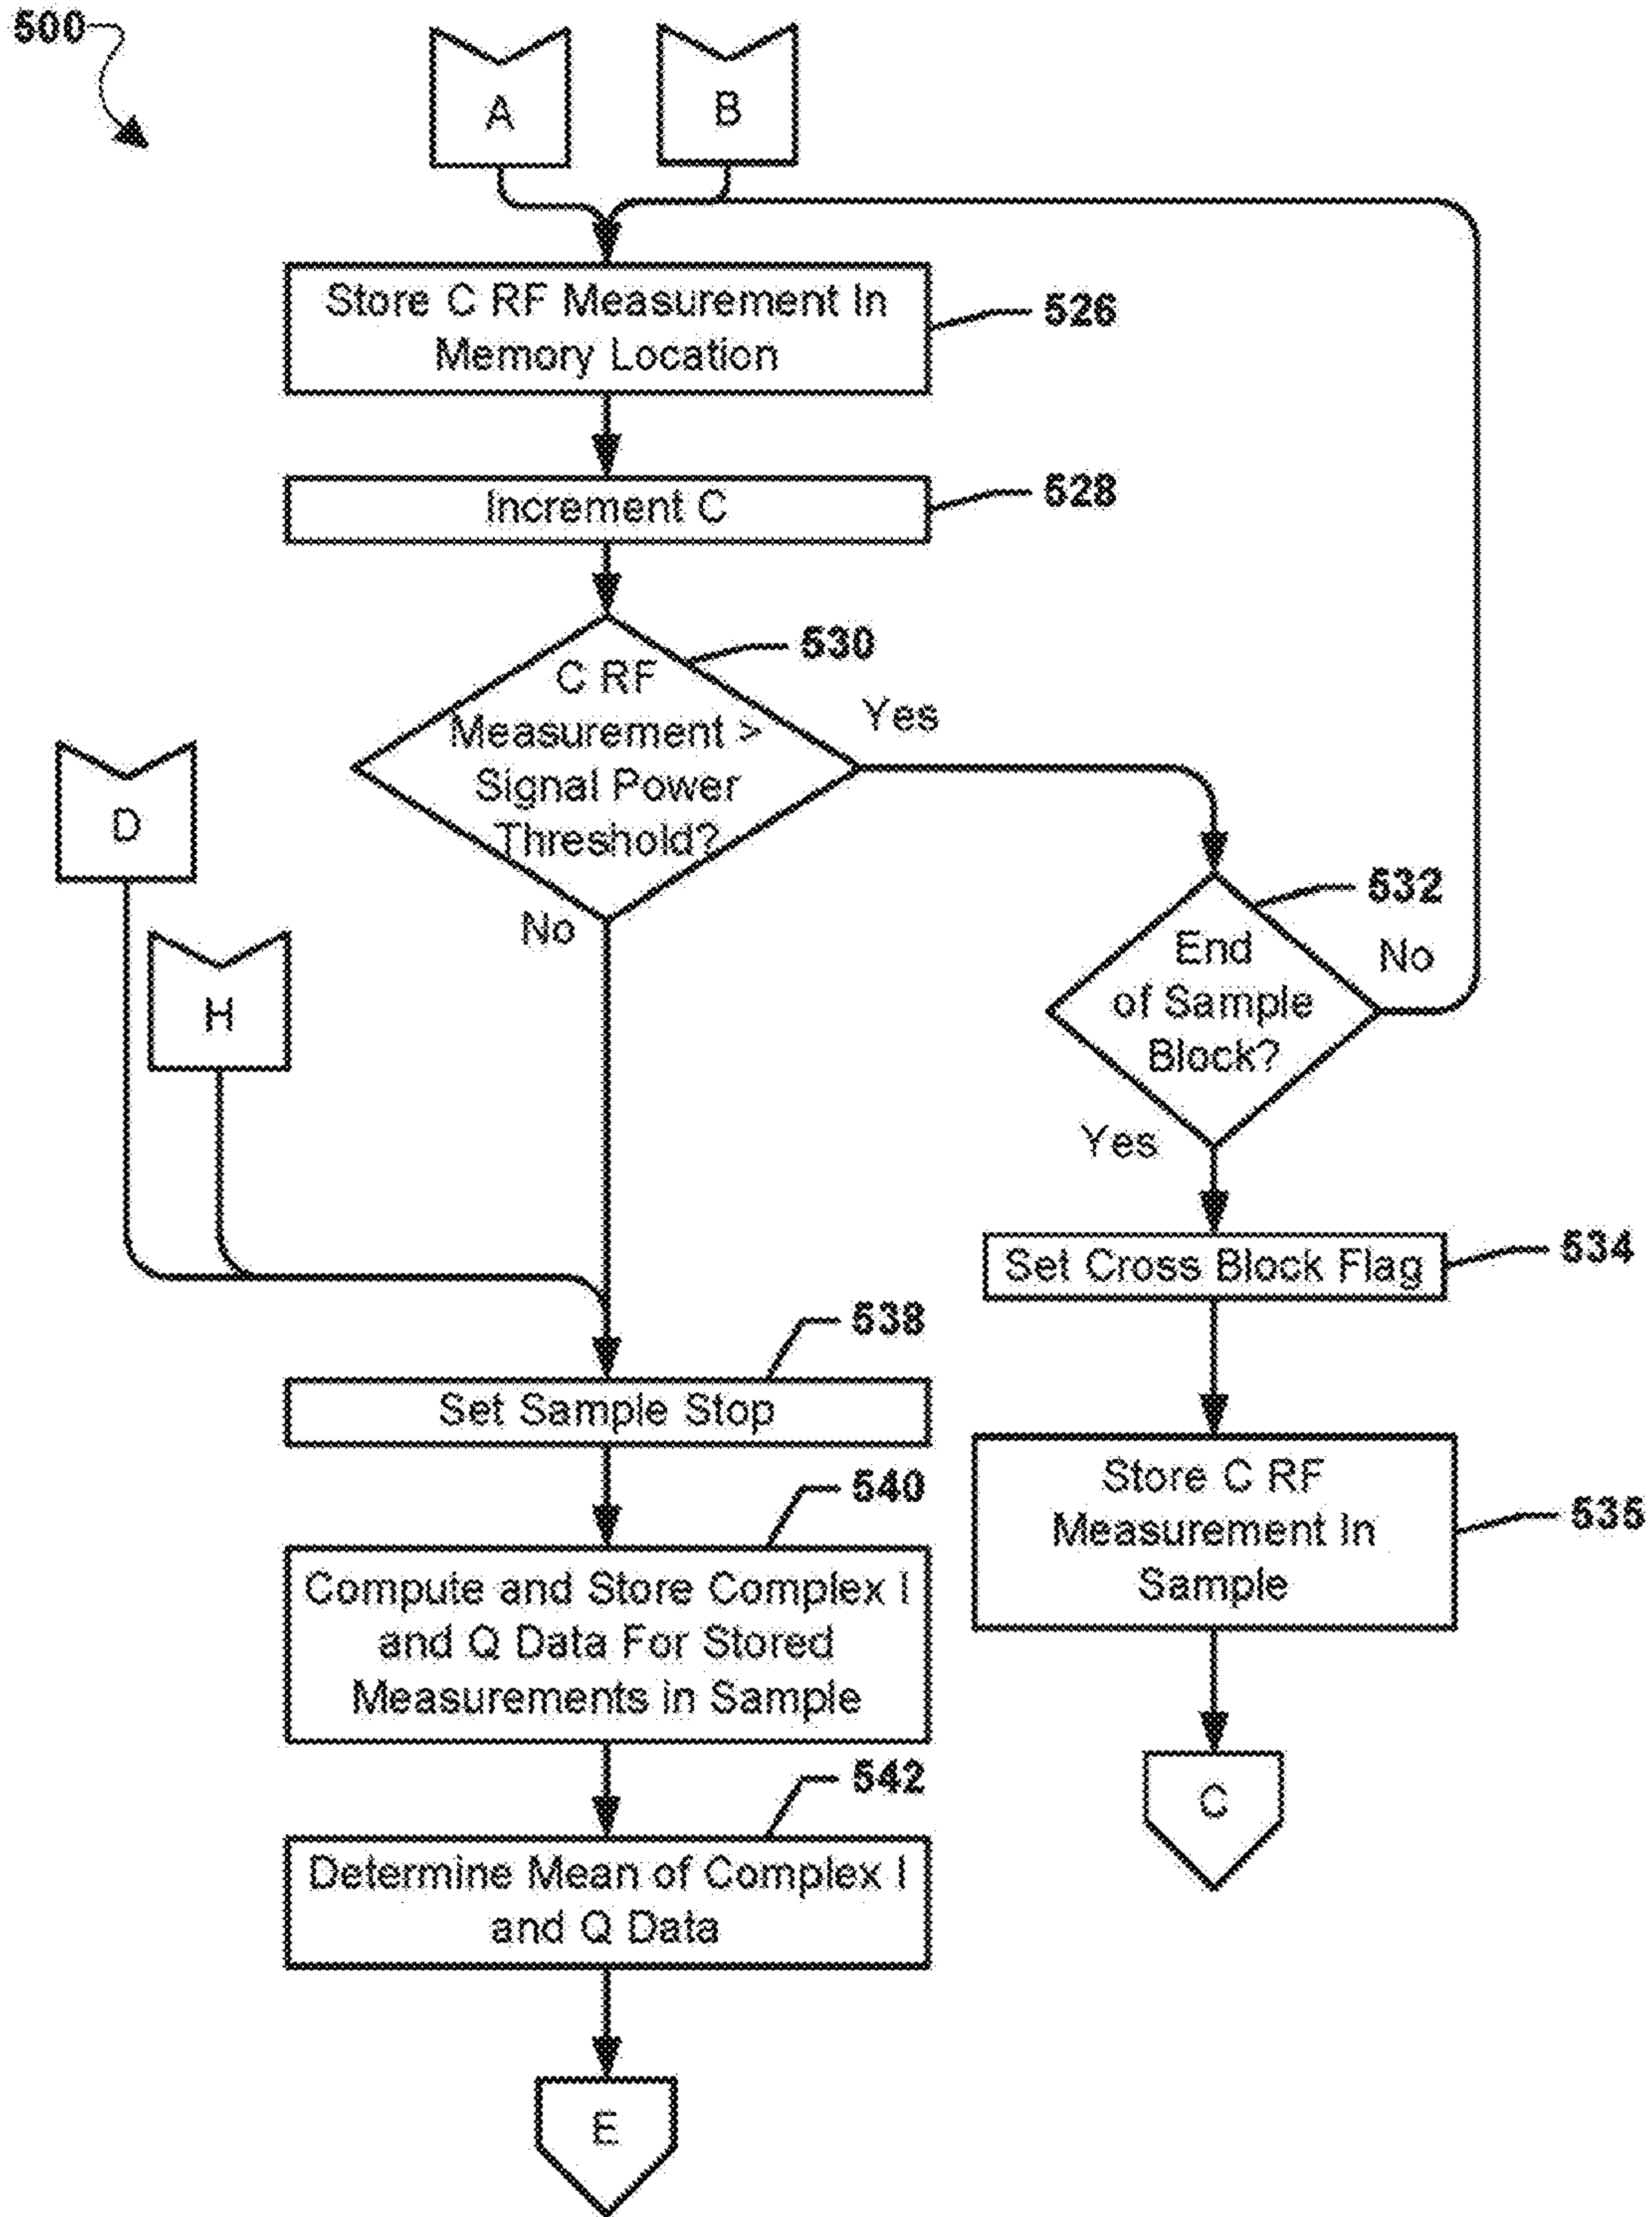 500
A
B
Store C RF Measurement In
Memory Location
526
Increment C
528
530
C RF
Measurement >
Signal Power
Threshold?
Yes
No
D
H
532
End
of Sample
Block?
No
Yes
Set Cross Block Flag
534
538
Set Sample Stop
Store C RF
Measurement In
Sample
536
540
Compute and Store Complex I
and Q Data For Stored
Measurements in Sample
C
542
Determine Mean of Complex I
and Q Data
E